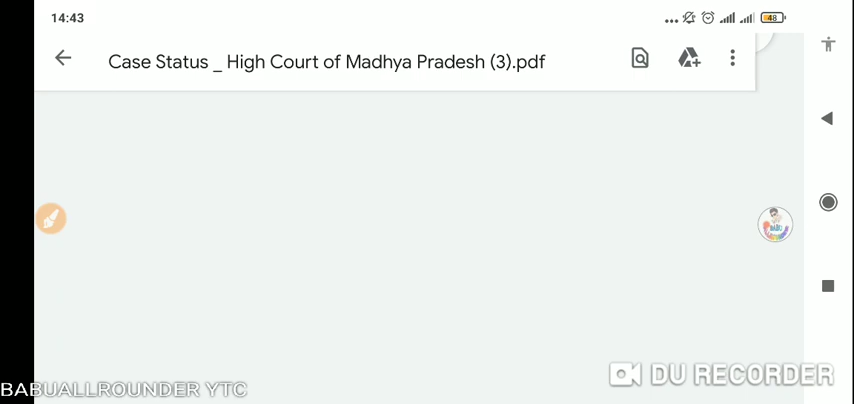 14:43
48
Case Status _ High Court of Madhya Pradesh (3).pdf
BABUALLROUNDER YTC
DU RECORDER